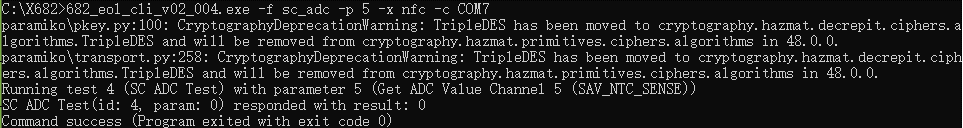 C:\X682>682_eol_cli_v02_004.exe -f sc_adc -p 5 -x nfc -c COM7
paramiko\pkey.py:100: CryptographyDeprecationWarning: TripleDES has been moved to cryptography.hazmat.decrepit.ciphers.a
lgorithms.TripleDES and will be removed from cryptography.hazmat.primitives.ciphers.algorithms in 48.0.0.
paramiko\transport.py:258: CryptographyDeprecationWarning: TripleDES has been moved to cryptography.hazmat.decrepit.ciph
ers.algorithms.TripleDES and will be removed from cryptography.hazmat.primitives.ciphers.algorithms in 48.0.0.
Running test 4 (SC ADC Test) with parameter 5 (Get ADC Value Channel 5 (SAV_NTC_SENSE))
SC ADC Test(id: 4, param: 0) responded with result: 0
Command success (Program exited with exit code 0)